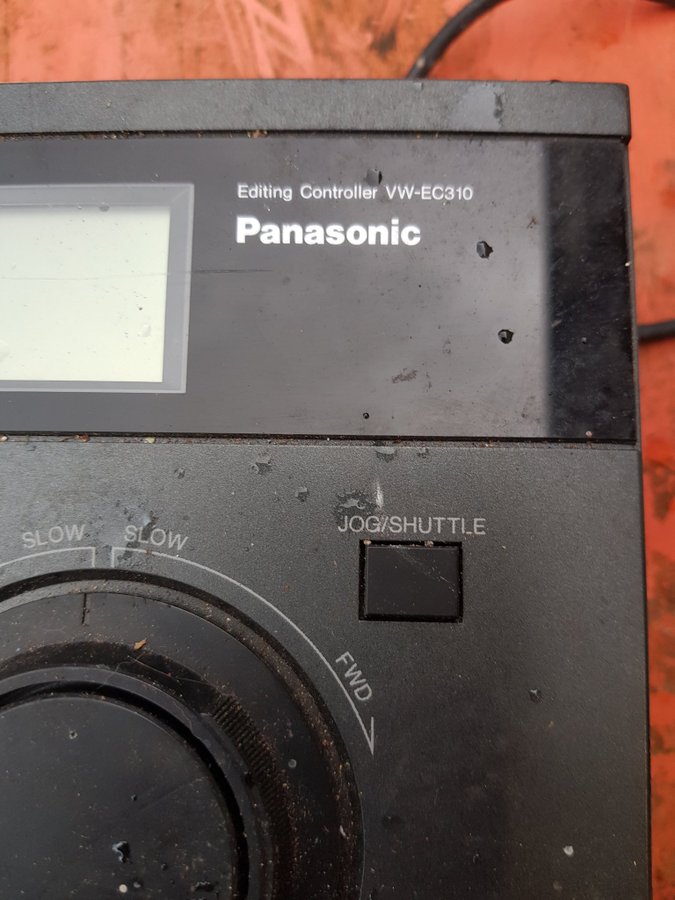 Editing Controller VW-EC310
Panasonic
JOG/SHUTTLE
SLOW
SLOW
FWD